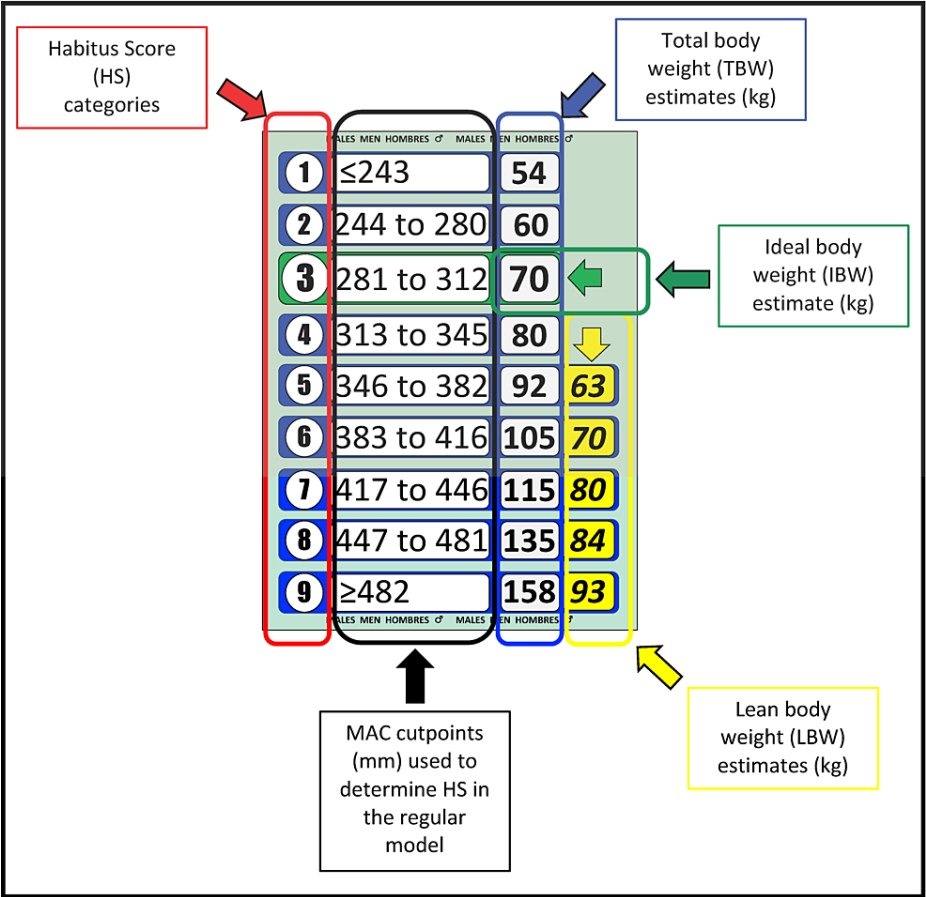 Habitus Score
(HS)
categories
Total body
weight (TBW)
estimates (kg)
ALES MEN HOMBRES ♂ MALES MEN HOMBRES ♂
1 ≤243 54
2 244 to 280 60
3 281 to 312 70
Ideal body
weight (IBW)
estimate (kg)
4 313 to 345 80
5 346 to 382 92 63
6 383 to 416 105 70
7 417 to 446 115 80
8 447 to 481 135 84
9 ≥482 158 93
ALES MEN HOMBRES ♂ MALES MEN HOMBRES ♂
MAC cutpoints
(mm) used to
determine HS in
the regular
model
Lean body
weight (LBW)
estimates (kg)